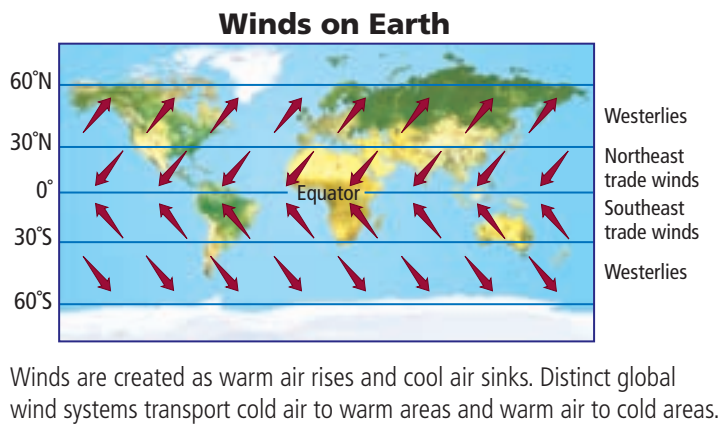 Winds on Earth
60°N
Westerlies
30°N
Northeast
trade winds
0°
Equator
Southeast
trade winds
30°S
Westerlies
60°S
Winds are created as warm air rises and cool air sinks. Distinct global
wind systems transport cold air to warm areas and warm air to cold areas.